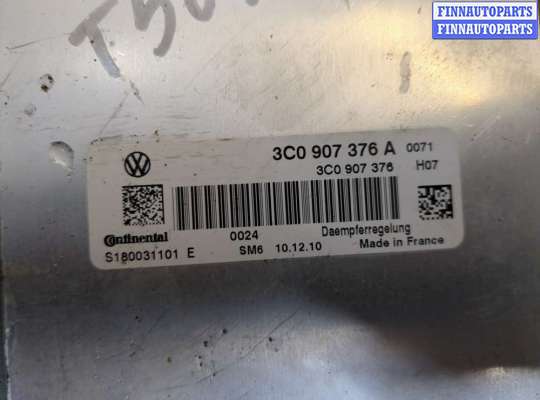 FINNAUTOPARTS
FINNAUTOPARTS
3C0 907 376 A 0071
3C0 907 376 H07
Continental 0024 Daempferregelung
S180031101 E SM6 10.12.10 Made in France